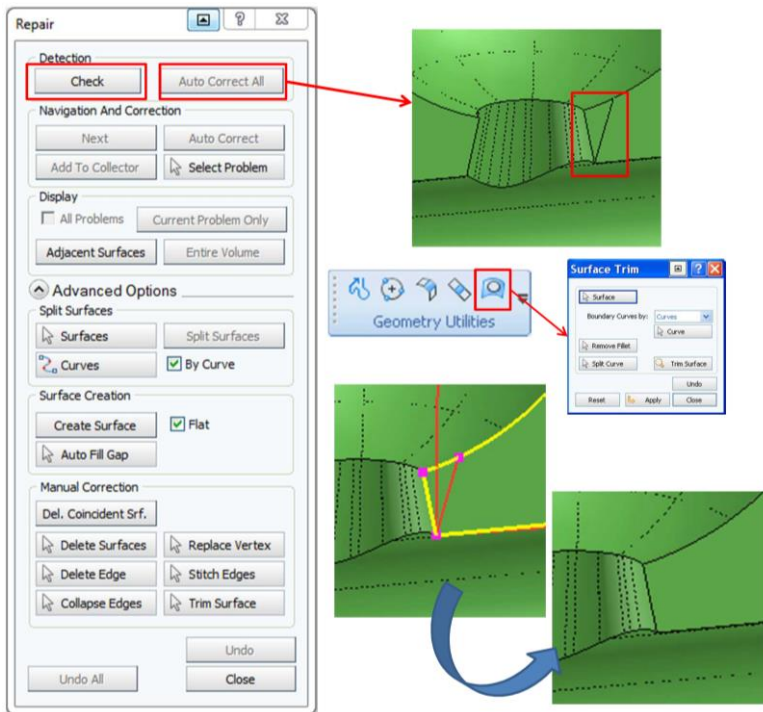 Repair
Detection
Check Auto Correct All
Navigation And Correction
Next Auto Correct
Add To Collector Select Problem
Display
All Problems Current Problem Only
Adjacent Surfaces Entire Volume
Advanced Options
Split Surfaces
Surfaces Split Surfaces
Curves By Curve
Surface Creation
Create Surface Flat
Auto Fill Gap
Manual Correction
Del. Coincident Srf.
Delete Surfaces Replace Vertex
Delete Edge Stitch Edges
Collapse Edges Trim Surface
Undo
Undo All Close
Geometry Utilities
Surface Trim
Surface
Boundary Curves by: Curves
Curve
Remove Fillet
Split Curve Trim Surface
Undo
Reset Apply Close